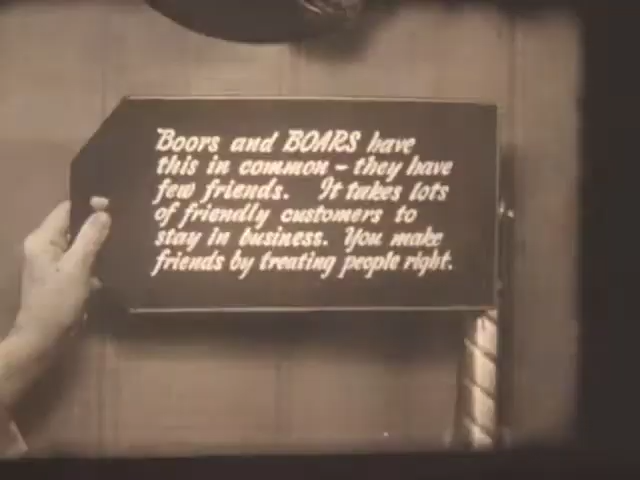 Boors and BOARS have
this in common - they have
few friends. It takes lots
of friendly customers to
stay in business. You make
friends by treating people right.